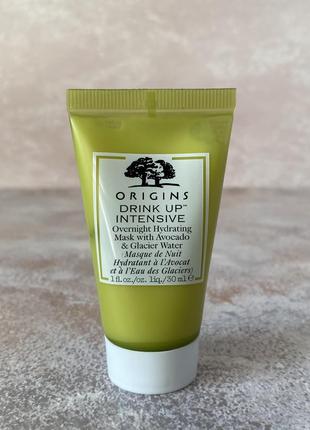 ORIGINS
DRINK UP™
INTENSIVE
Overnight Hydrating
Mask with Avocado
& Glacier Water
(Masque de Nuit
Hydratant à l'Avocat
et à l'Eau des Glaciers)
1 fl.oz./oz. liq./30 ml ℮